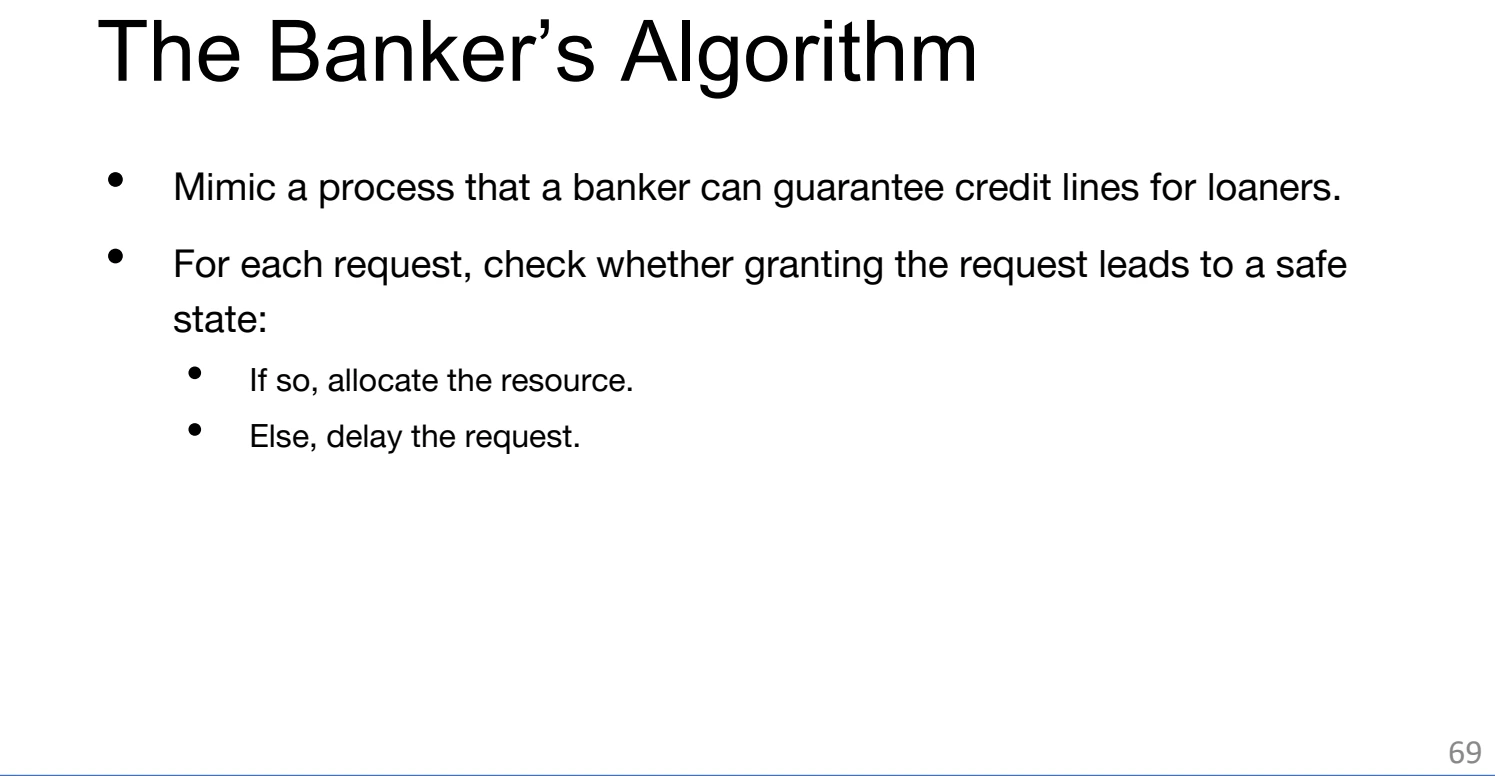 The Banker’s Algorithm
• Mimic a process that a banker can guarantee credit lines for loaners.
• For each request, check whether granting the request leads to a safe
state:
• If so, allocate the resource.
• Else, delay the request.
69